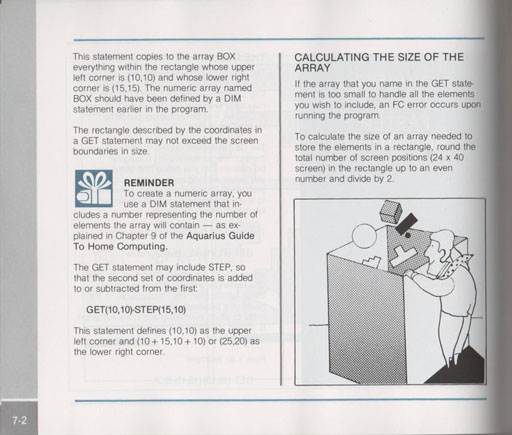 This statement copies to the array BOX
everything within the rectangle whose upper
left corner is (10,10) and whose lower right
corner is (15,15). The numeric array named
BOX should have been defined by a DIM
statement earlier in the program.
The rectangle described by the coordinates in
a GET statement may not exceed the screen
boundaries in size.
REMINDER
To create a numeric array, you
use a DIM statement that in-
cludes a number representing the number of
elements the array will contain — as ex-
plained in Chapter 9 of the Aquarius Guide
To Home Computing.
The GET statement may include STEP, so
that the second set of coordinates is added
to or subtracted from the first:
GET(10,10)-STEP(15,10)
This statement defines (10,10) as the upper
left corner and (10 + 15,10 + 10) or (25,20) as
the lower right corner.
7-2
CALCULATING THE SIZE OF THE
ARRAY
If the array that you name in the GET state-
ment is too small to handle all the elements
you wish to include, an FC error occurs upon
running the program.
To calculate the size of an array needed to
store the elements in a rectangle, round the
total number of screen positions (24 x 40
screen) in the rectangle up to an even
number and divide by 2.